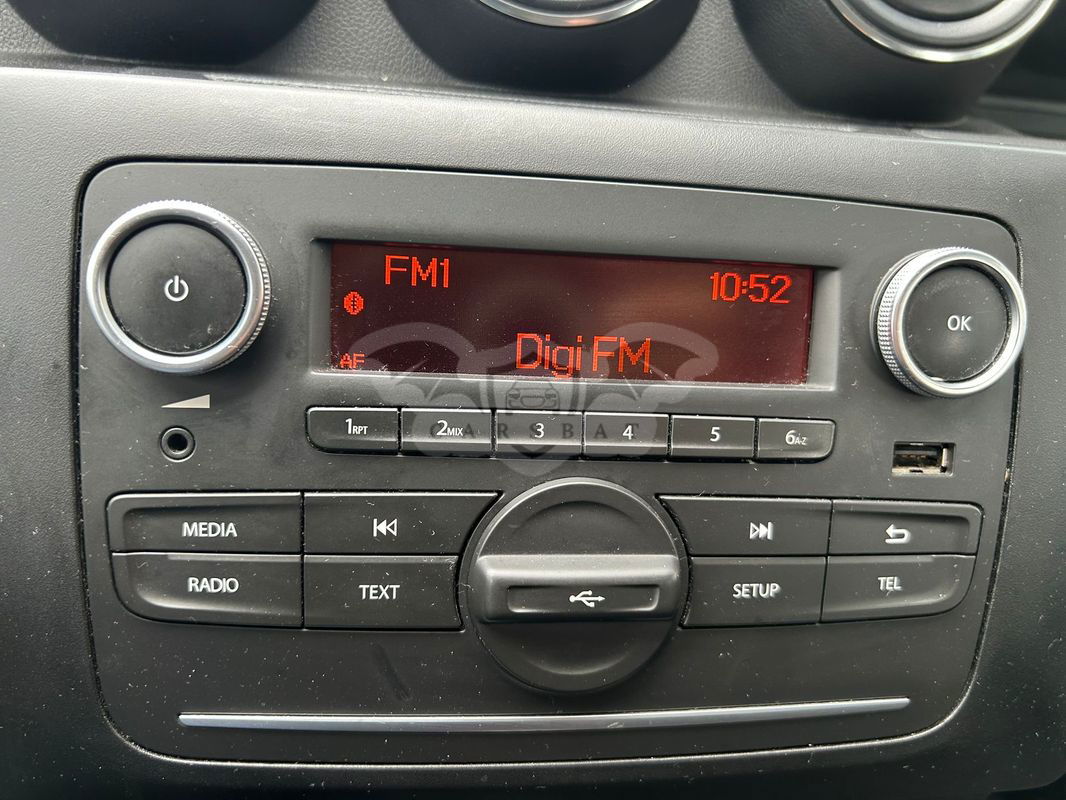 FM1 10:52
AF Digi FM
OK
1RPT 2MIX 3 4 5 6A-Z
CARSBAT
MEDIA
RADIO TEXT SETUP TEL